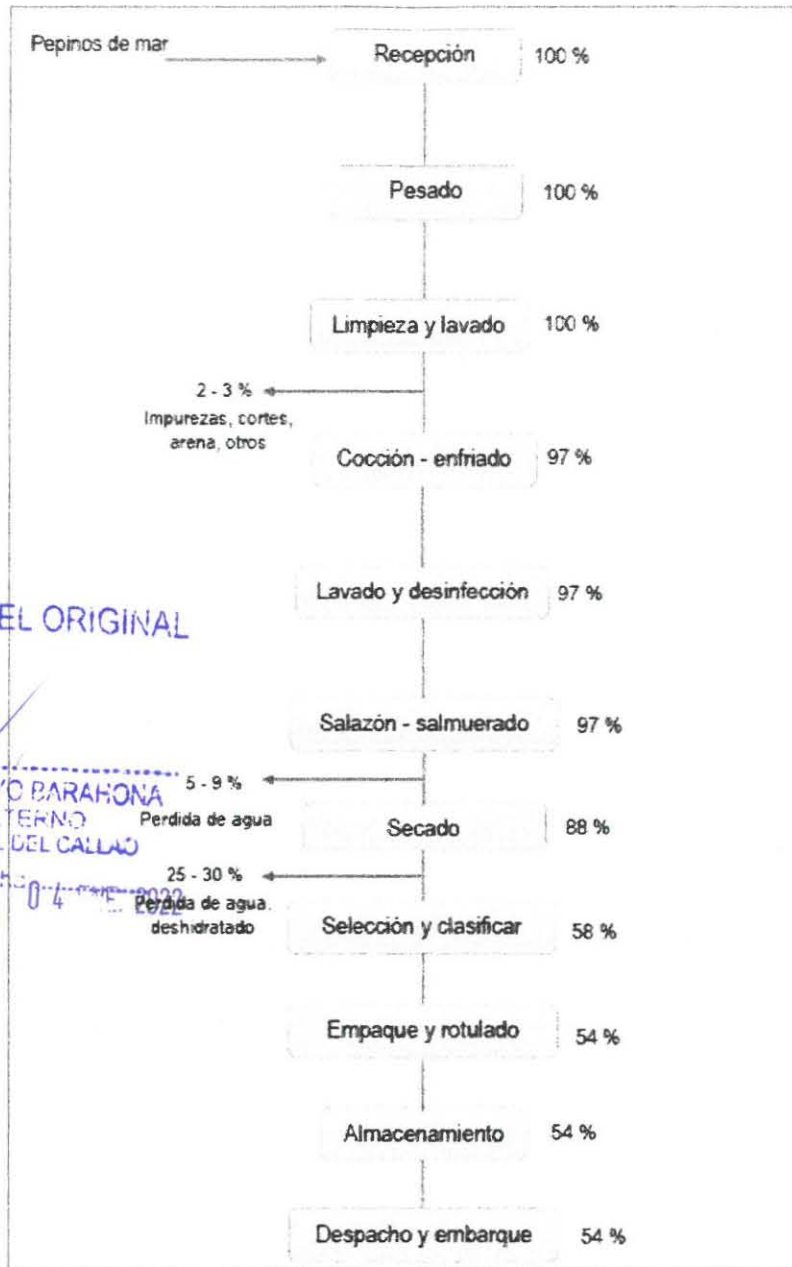 Pepinos de mar
Recepción 100 %
Pesado 100 %
Limpieza y lavado 100 %
2 - 3 %
Impurezas, cortes,
arena, otros
Cocción - enfriado 97 %
Lavado y desinfección 97 %
EL ORIGINAL
Salazón - salmuerado 97 %
5 - 9 %
BARAHONA
Perdida de agua
Secado 88 %
DEL CALLAO
25 - 30 %
04 2022
Perdida de agua.
deshidratado
Selección y clasificar 58 %
Empaque y rotulado 54 %
Almacenamiento 54 %
Despacho y embarque 54 %